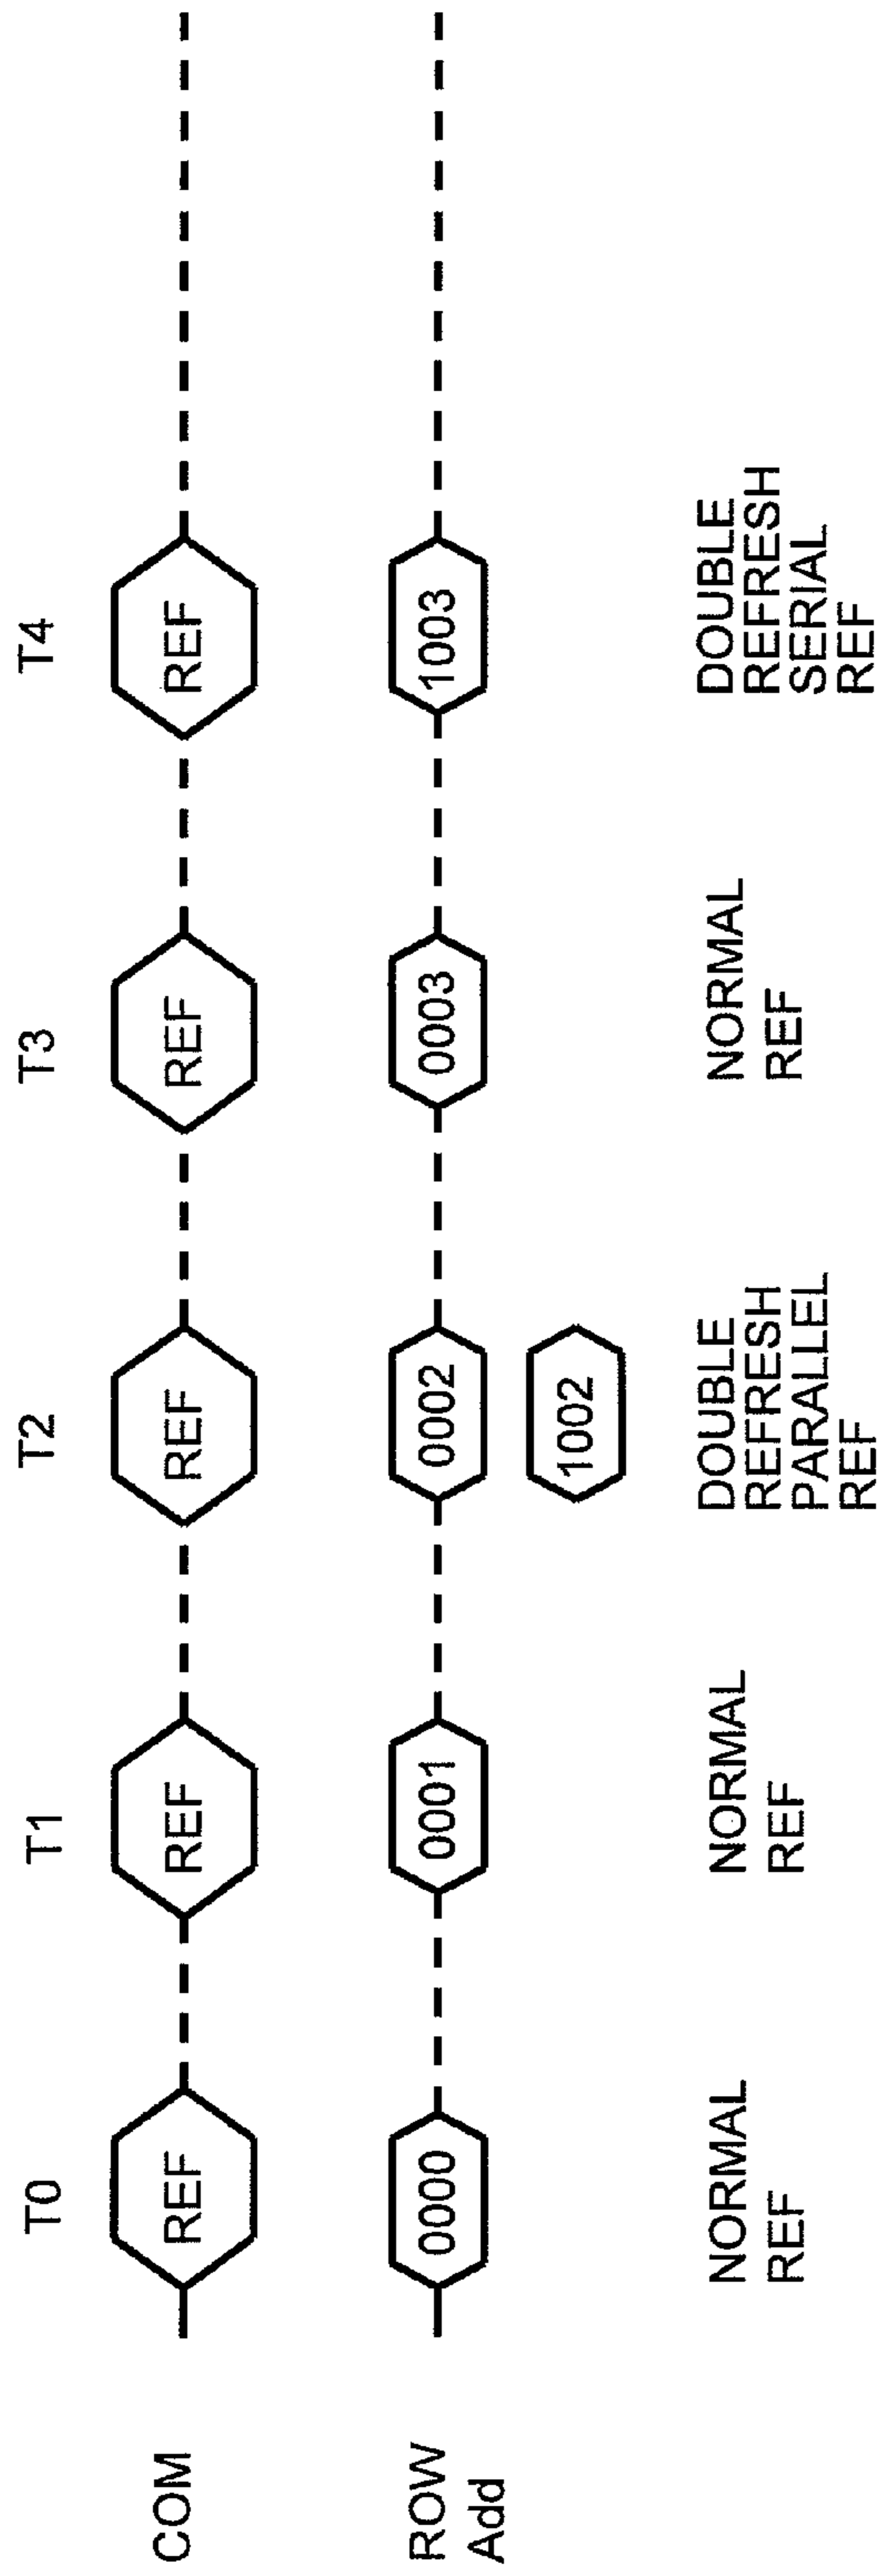 T0
T1
T2
T3
T4
COM
REF
REF
REF
REF
REF
ROW
Add
0000
0001
0002
0003
1003
1002
NORMAL
REF
NORMAL
REF
DOUBLE
REFRESH
PARALLEL
REF
NORMAL
REF
DOUBLE
REFRESH
SERIAL
REF